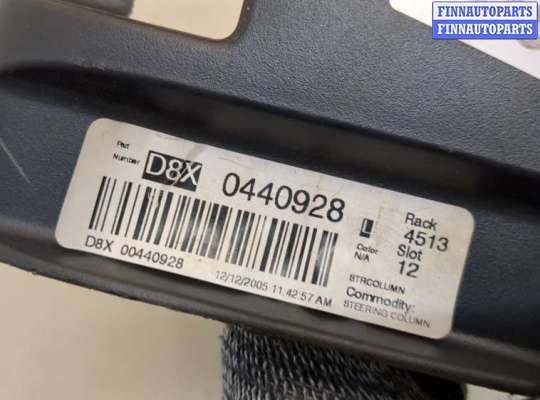 FINNAUTOPARTS
FINNAUTOPARTS
Part
Number
D8X
0440928
D8X 00440928
12/12/2005 11:42:57 AM
L
Color
N/A
Rack
4513
Slot
12
STRCOLUMN
Commodity:
STEERING COLUMN